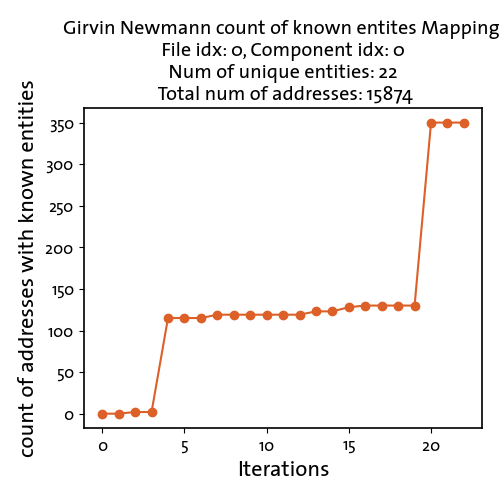 Girvin Newmann count of known entites Mapping
File idx: 0, Component idx: 0
Num of unique entities: 22
Total num of addresses: 15874
count of addresses with known entities
350
300
250
200
150
100
50
0
0 5 10 15 20
Iterations